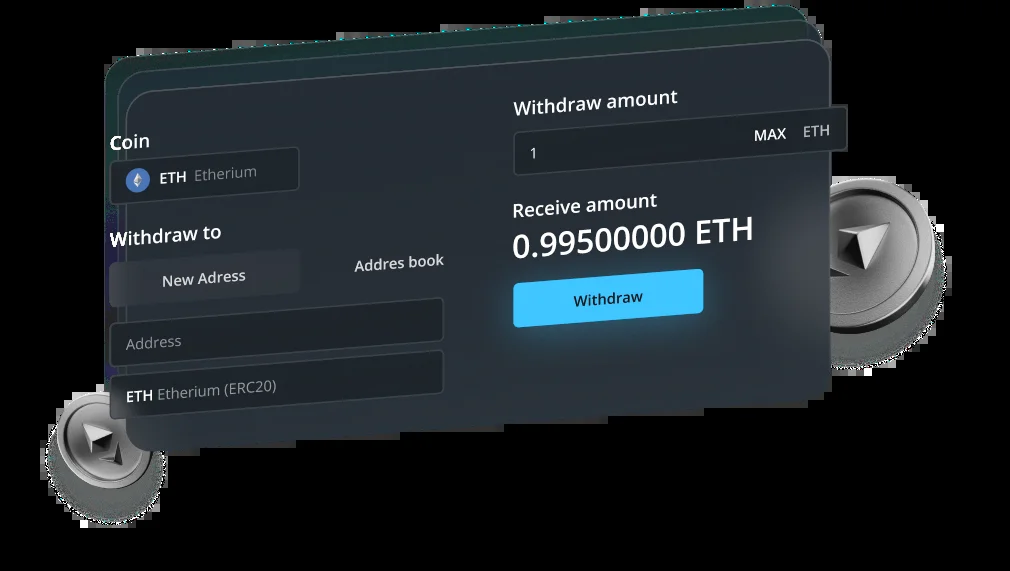 Coin
ETH Etherium
Withdraw to
New Adress
Addres book
Address
ETH Etherium (ERC20)
Withdraw amount
1
MAX ETH
Receive amount
0.99500000 ETH
Withdraw